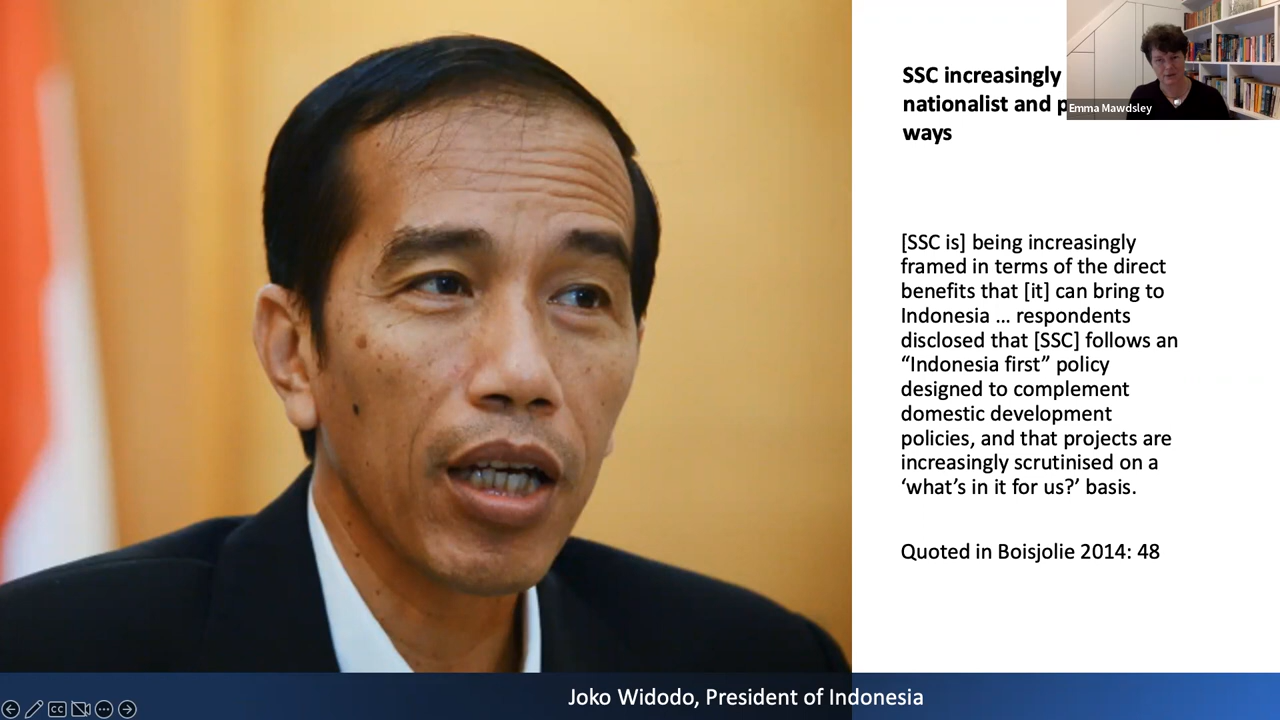 SSC increasingly
nationalist and
ways
Emma Mawdsley
[SSC is] being increasingly
framed in terms of the direct
benefits that [it] can bring to
Indonesia … respondents
disclosed that [SSC] follows an
“Indonesia first” policy
designed to complement
domestic development
policies, and that projects are
increasingly scrutinised on a
‘what’s in it for us?’ basis.
Quoted in Boisjolie 2014: 48
Joko Widodo, President of Indonesia
CC